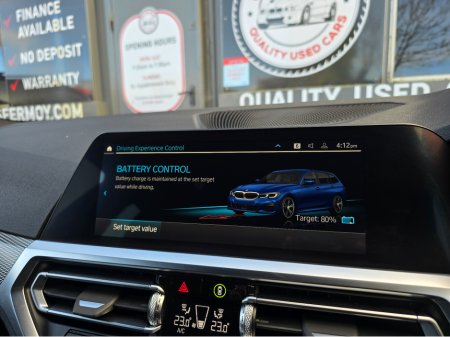 FINANCE
AVAILABLE
NO DEPOSIT
WARRANTY
FERMOY.COM
OPENING HOURS
QUALITY USED CARS
QUALITY USED
Driving Experience Control
4:12pm
BATTERY CONTROL
Battery charge is maintained at the set target
value while driving.
Target: 80%
Set target value
23.0
A/C
23.0